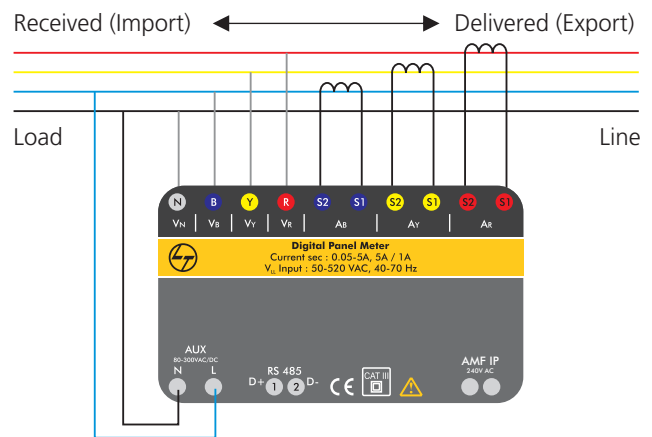 Received (Import) Delivered (Export)
Load Line
N B Y R S2 S1 S2 S1 S2 S1
VN VB VY VR AB AY AR
Digital Panel Meter
Current sec : 0.05-5A, 5A / 1A
VLL Input : 50-520 VAC, 40-70 Hz
AUX
80-300VAC/DC
N L
RS 485
D+ 1 2 D-
CE
CAT III
AMF IP
240V AC